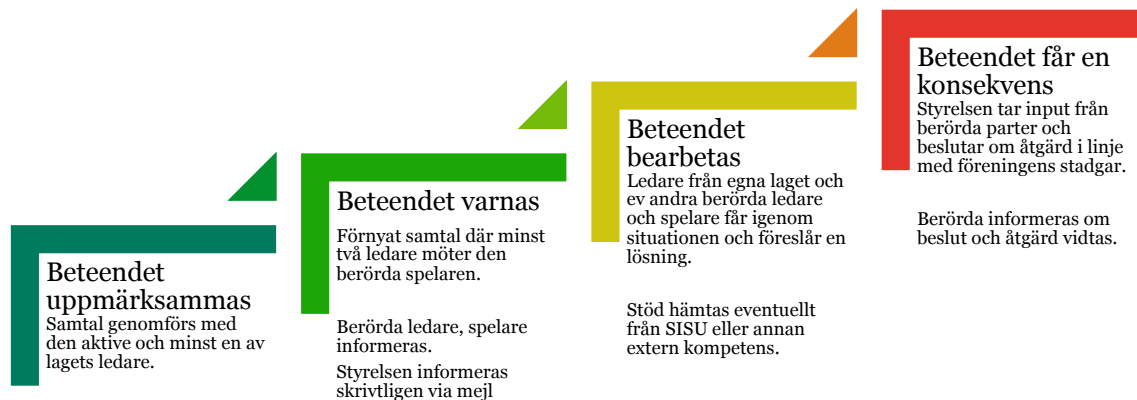 Beteendet
uppmärksammas
Samtal genomförs med
den aktive och minst en av
lagets ledare.
Beteendet varnas
Förnyat samtal där minst
två ledare möter den
berörda spelaren.
Berörda ledare, spelare
informeras.
Styrelsen informeras
skrivtligen via mejl
Beteendet
bearbetas
Ledare från egna laget och
ev andra berörda ledare
och spelare får igenom
situationen och föreslår en
lösning.
Stöd hämtas eventuellt
från SISU eller annan
extern kompetens.
Beteendet får en
konsekvens
Styrelsen tar input från
berörda parter och
beslutar om åtgärd i linje
med föreningens stadgar.
Berörda informeras om
beslut och åtgärd vidtas.